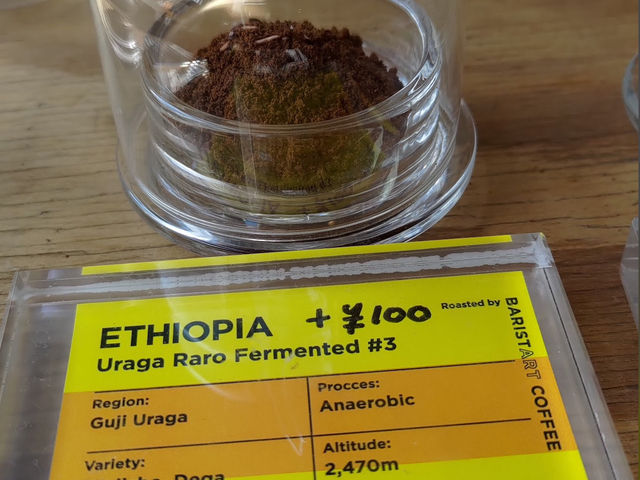 ETHIOPIA + ¥100
Roasted by BARISTART COFFEE
Uraga Raro Fermented #3
Region:
Guji Uraga
Procces:
Anaerobic
Variety:
Dega
Altitude:
2,470m